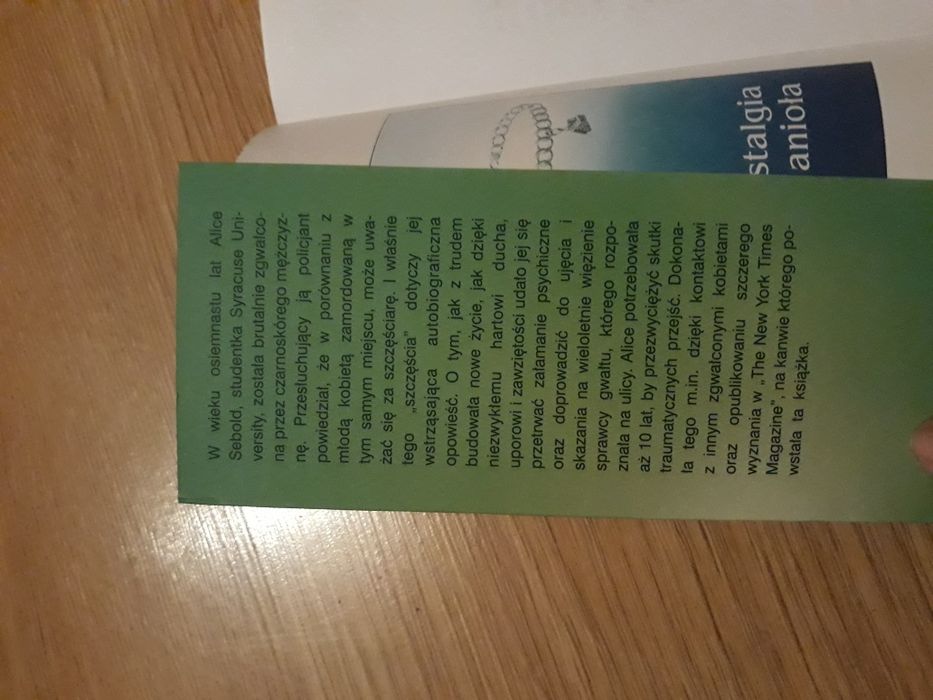 W wieku osiemnastu lat Alice
Sebold, studentka Syracuse Uni-
versity, została brutalnie zgwałco-
na przez czarnoskórego mężczyz-
nę. Przesłuchujący ją policjant
powiedział, że w porównaniu z
młodą kobietą zamordowaną w
tym samym miejscu, może uwa-
żać się za szczęściarę. I właśnie
tego „szczęścia” dotyczy jej
wstrząsająca autobiograficzna
opowieść. O tym, jak z trudem
budowała nowe życie, jak dzięki
niezwykłemu hartowi ducha,
uporowi i zawziętości udało jej się
przetrwać załamanie psychiczne
oraz doprowadzić do ujęcia i
skazania na wieloletnie więzienie
sprawcy gwałtu, którego rozpo-
znała na ulicy. Alice potrzebowała
aż 10 lat, by przezwyciężyć skutki
traumatycznych przejść. Dokona-
ła tego m.in. dzięki kontaktowi
z innym zgwałconymi kobietami
oraz opublikowaniu szczerego
wyznania w „The New York Times
Magazine”, na kanwie którego po-
wstała ta książka.
stalgia
anioła